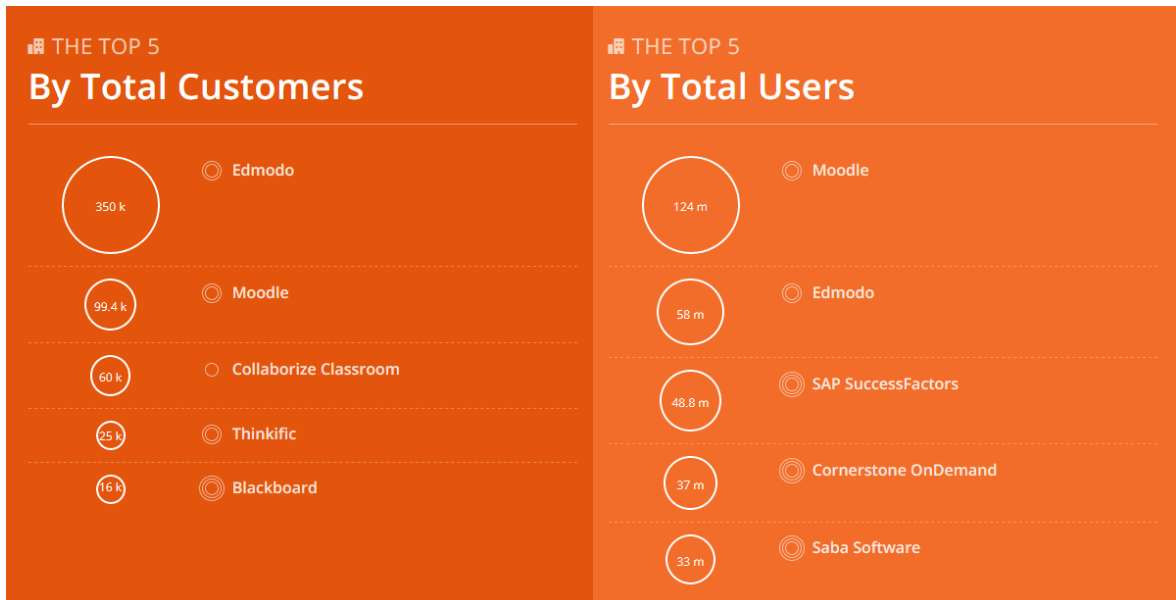 THE TOP 5
By Total Customers
350 k
Edmodo
99.4 k
Moodle
60 k
Collaborize Classroom
25 k
Thinkific
16 k
Blackboard
THE TOP 5
By Total Users
124 m
Moodle
58 m
Edmodo
48.8 m
SAP SuccessFactors
37 m
Cornerstone OnDemand
33 m
Saba Software